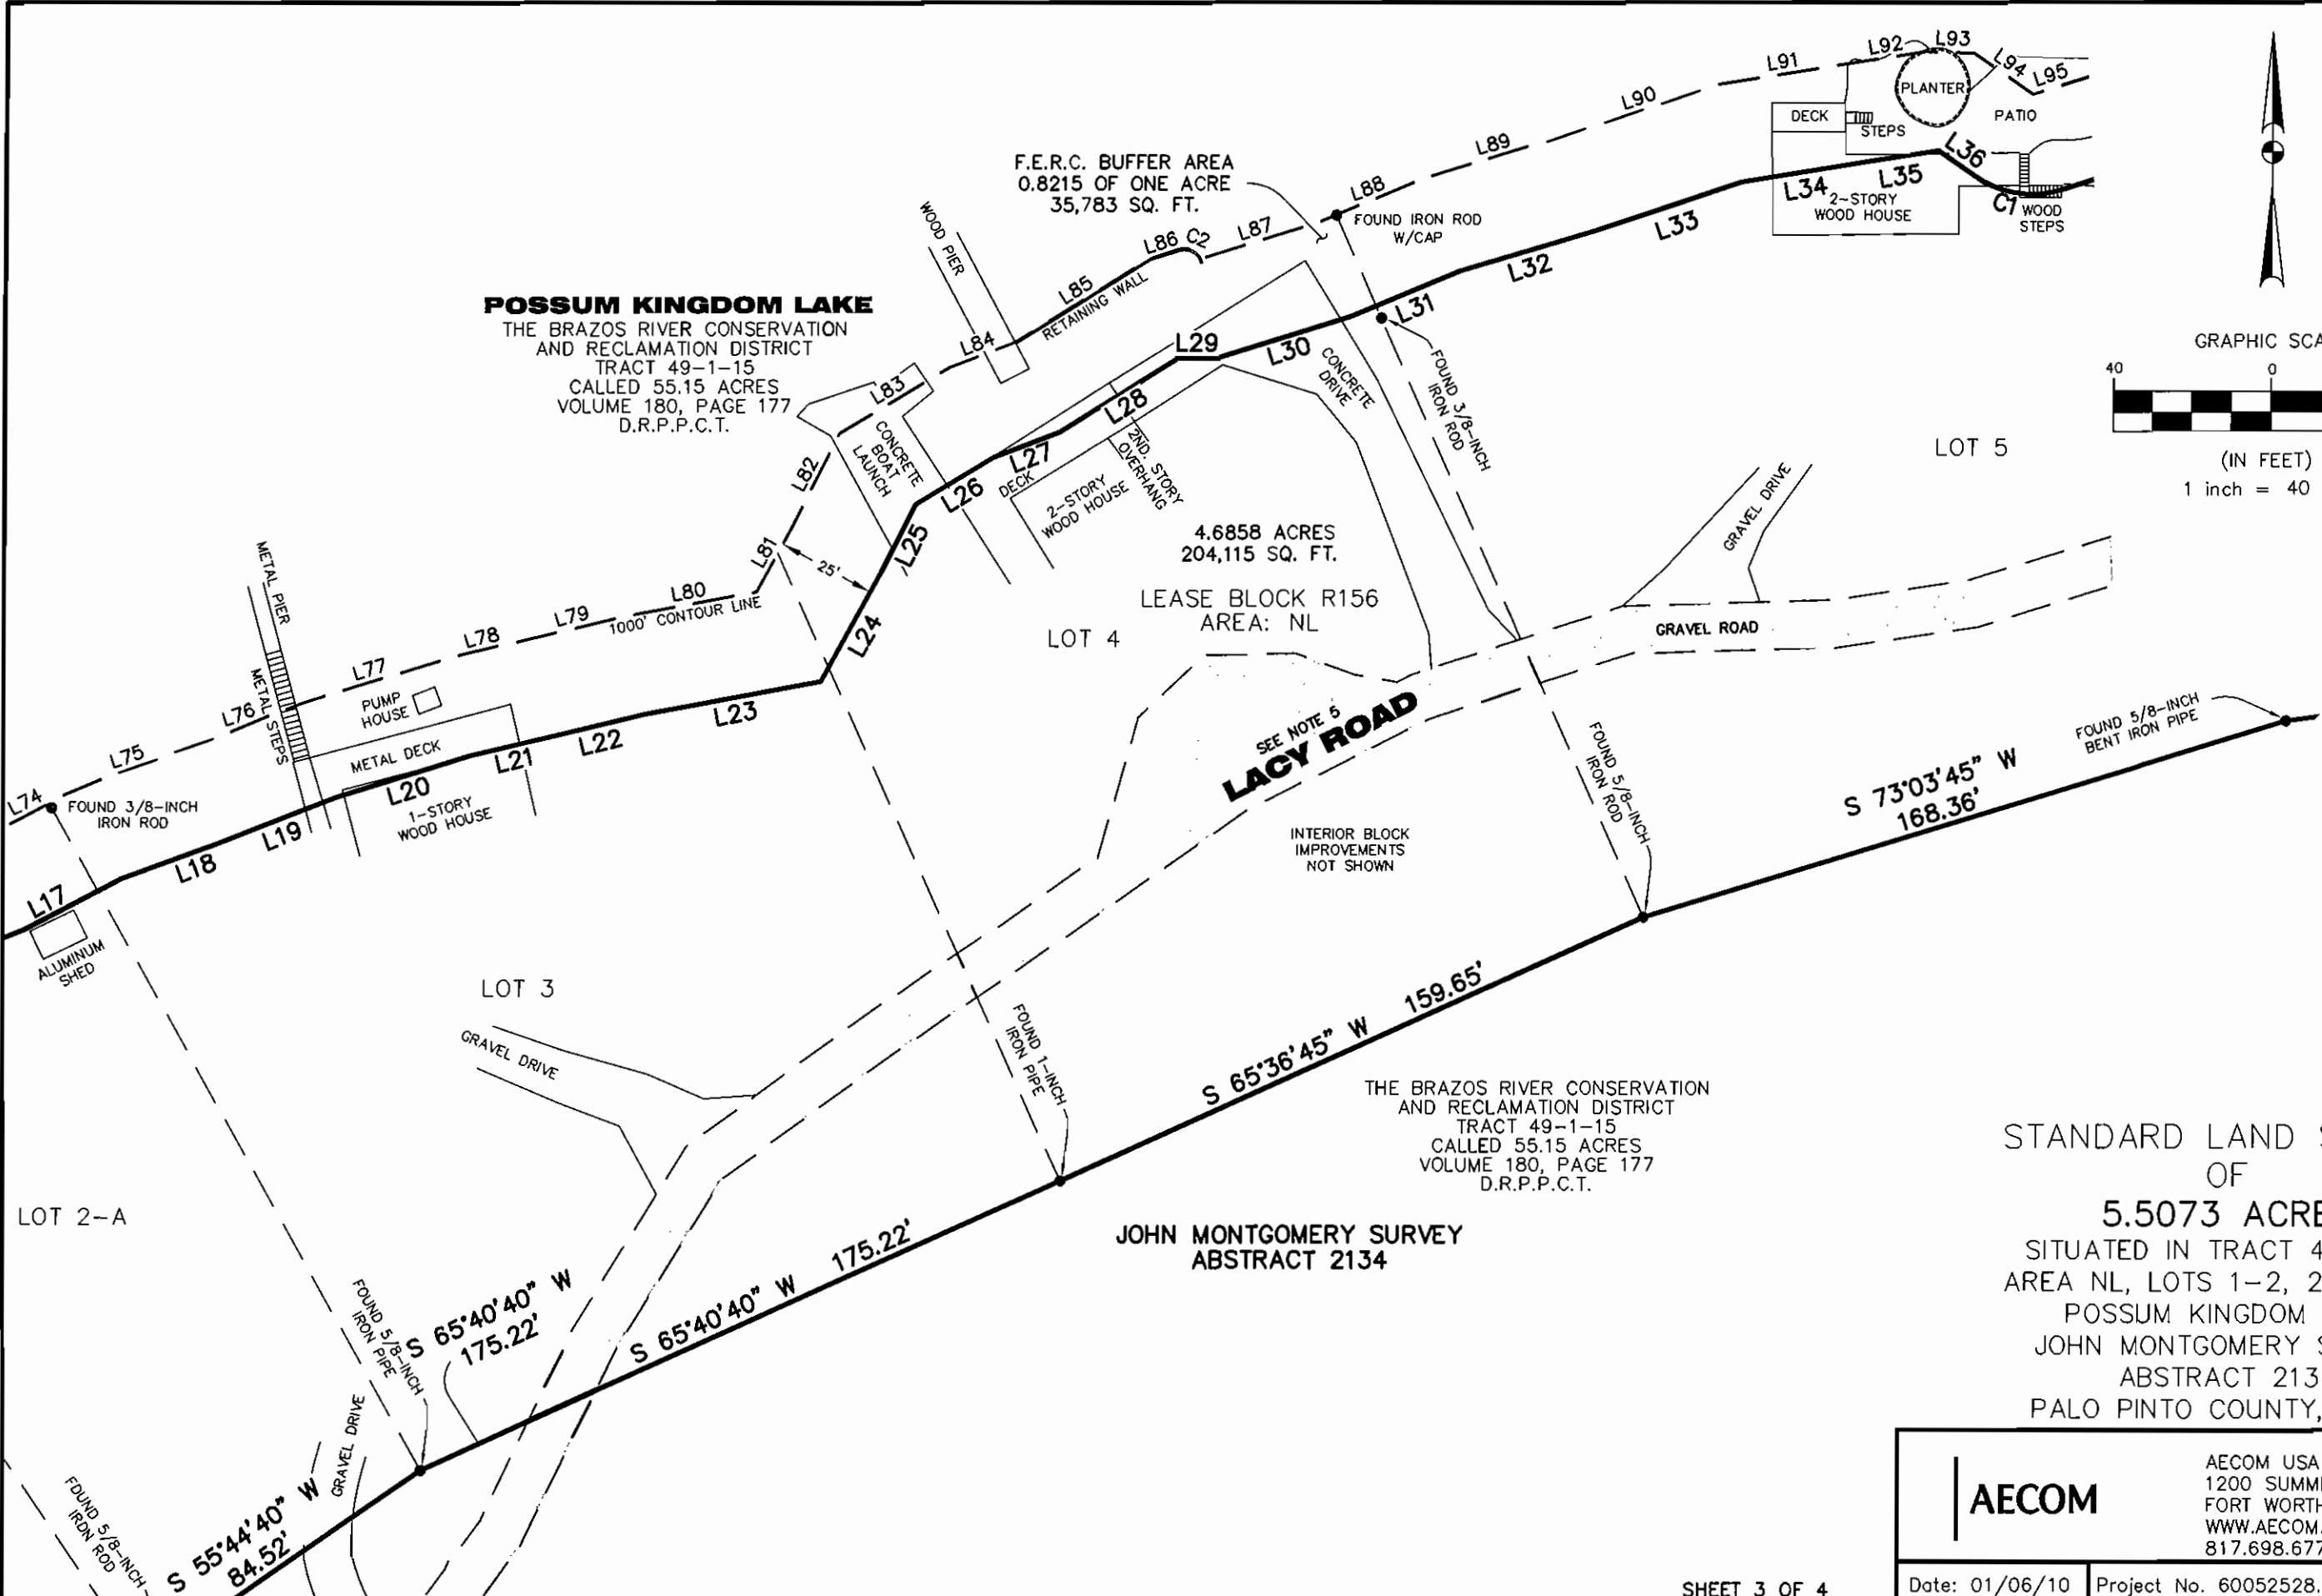 L92
L93
L94
L95
L91
L90
L89
L88
PLANTER
DECK
STEPS
PATIO
L36
L34
L35
2-STORY
WOOD HOUSE
C1
WOOD
STEPS
L33
L32
L31
F.E.R.C. BUFFER AREA
0.8215 OF ONE ACRE
35,783 SQ. FT.
FOUND IRON ROD
W/CAP
WOOD PIER
L87
L86
C2
L85
RETAINING WALL
L84
L83
POSSUM KINGDOM LAKE
THE BRAZOS RIVER CONSERVATION
AND RECLAMATION DISTRICT
TRACT 49-1-15
CALLED 55.15 ACRES
VOLUME 180, PAGE 177
D.R.P.P.C.T.
GRAPHIC SCA
40
0
(IN FEET)
1 inch = 40
L29
L30
CONCRETE
DRIVE
FOUND 3/8-INCH
IRON ROD
LOT 5
L28
L27
L26
DECK
2ND. STORY
OVERHANG
2-STORY
WOOD HOUSE
CONCRETE
BOAT
LAUNCH
L82
L81
25'
L25
L24
4.6858 ACRES
204,115 SQ. FT.
LEASE BLOCK R156
AREA: NL
LOT 4
GRAVEL DRIVE
GRAVEL ROAD
METAL PIER
METAL STEPS
L80
1000' CONTOUR LINE
L79
L78
L77
L76
L75
L74
PUMP
HOUSE
METAL DECK
L23
L22
L21
L20
1-STORY
WOOD HOUSE
L19
L18
L17
FOUND 3/8-INCH
IRON ROD
ALUMINUM
SHED
SEE NOTE 5
LACY ROAD
INTERIOR BLOCK
IMPROVEMENTS
NOT SHOWN
FOUND 5/8-INCH
IRON ROD
FOUND 5/8-INCH
BENT IRON PIPE
S 73°03'45" W
168.36'
LOT 3
GRAVEL DRIVE
FOUND 1-INCH
IRON PIPE
S 65°36'45" W 159.65'
THE BRAZOS RIVER CONSERVATION
AND RECLAMATION DISTRICT
TRACT 49-1-15
CALLED 55.15 ACRES
VOLUME 180, PAGE 177
D.R.P.P.C.T.
LOT 2-A
JOHN MONTGOMERY SURVEY
ABSTRACT 2134
S 65°40'40" W 175.22'
S 65°40'40" W
175.22'
FOUND 5/8-INCH
IRON PIPE
GRAVEL DRIVE
FOUND 5/8-INCH
IRON ROD
S 55°44'40" W
84.52'
STANDARD LAND S
OF
5.5073 ACRE
SITUATED IN TRACT 4
AREA NL, LOTS 1-2, 2
POSSUM KINGDOM
JOHN MONTGOMERY S
ABSTRACT 213
PALO PINTO COUNTY,
AECOM
AECOM USA
1200 SUMMI
FORT WORTH
WWW.AECOM.
817.698.677
SHEET 3 OF 4
Date: 01/06/10
Project No. 60052528.